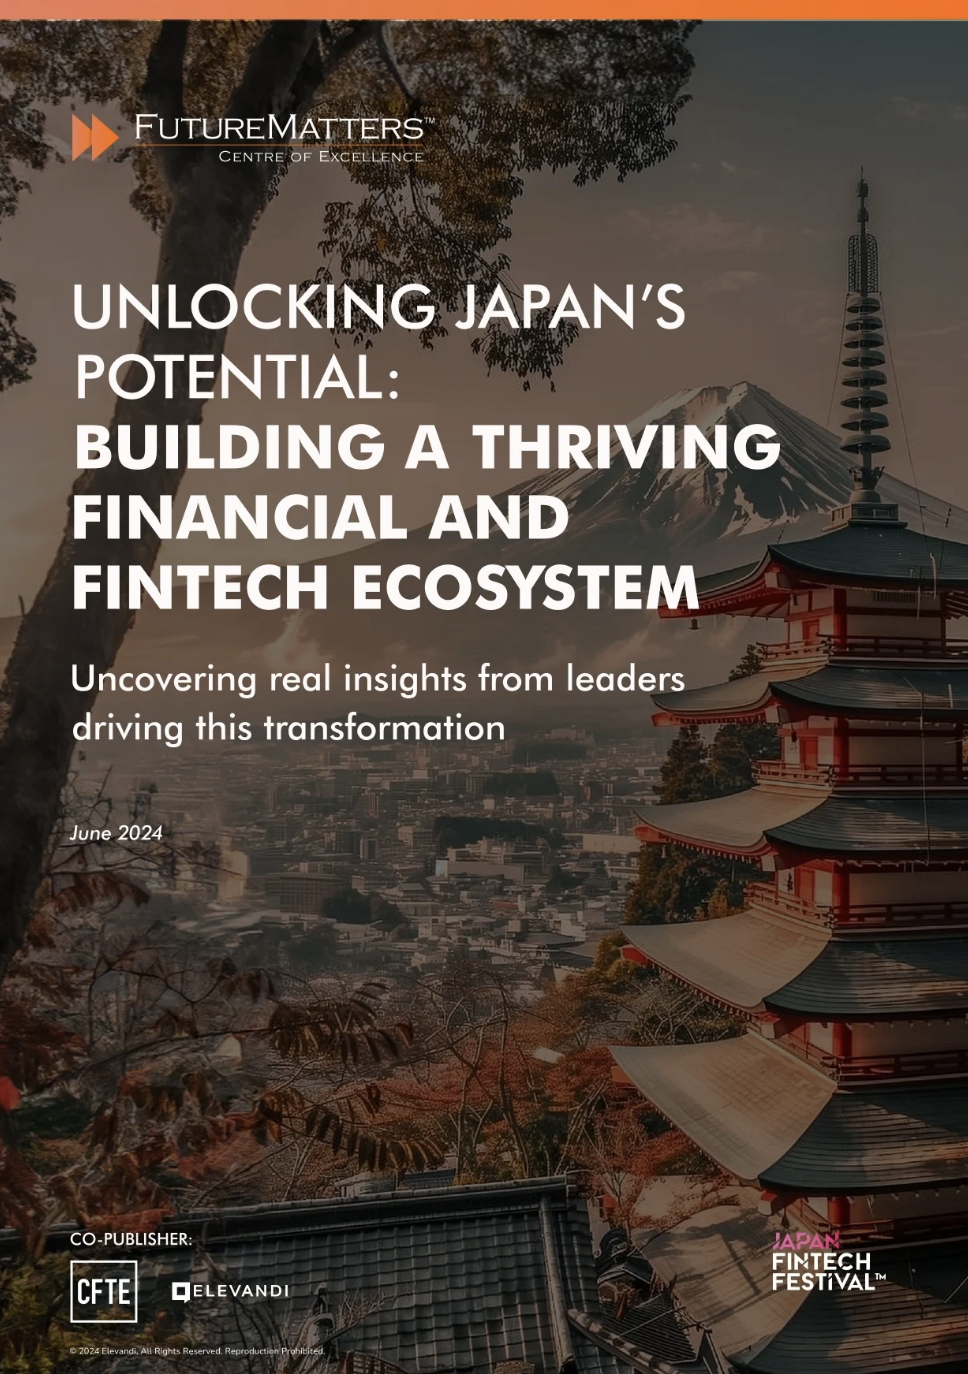 FUTUREMATTERS™
CENTRE OF EXCELLENCE
UNLOCKING JAPAN'S
POTENTIAL:
BUILDING A THRIVING
FINANCIAL AND
FINTECH ECOSYSTEM
Uncovering real insights from leaders
driving this transformation
June 2024
CO-PUBLISHER:
CFTE
ELEVANDI
JAPAN
FINTECH
FESTIVAL™
© 2024 Elevandi, All Rights Reserved. Reproduction Prohibited.